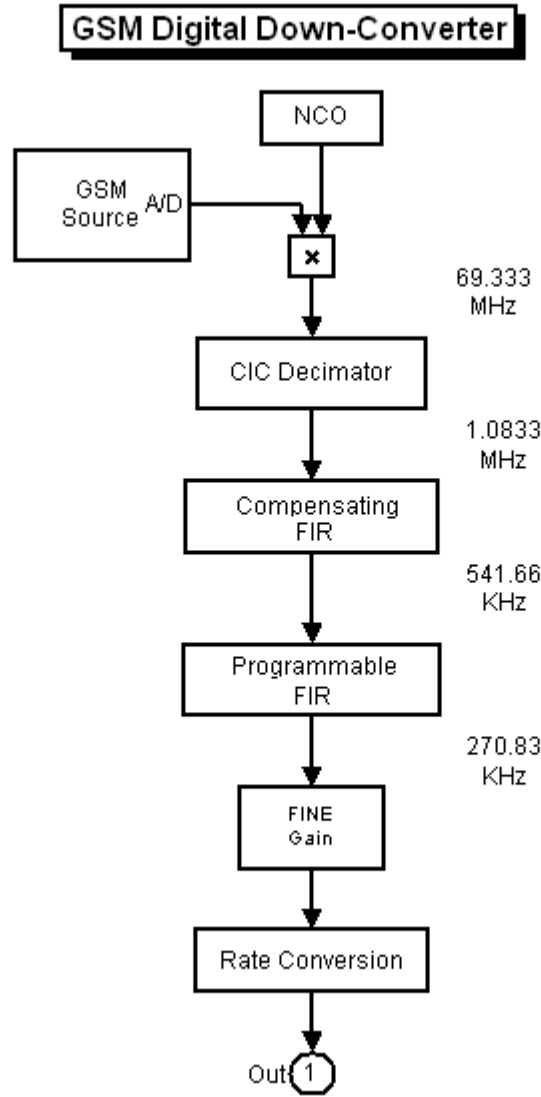 GSM Digital Down-Converter
NCO
GSM
Source
A/D
×
69.333
MHz
CIC Decimator
1.0833
MHz
Compensating
FIR
541.66
KHz
Programmable
FIR
270.83
KHz
FINE
Gain
Rate Conversion
Out 1